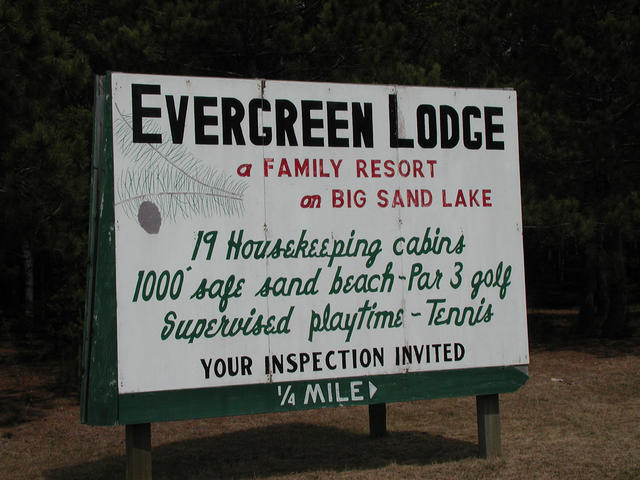 EVERGREEN LODGE
a FAMILY RESORT
on BIG SAND LAKE
19 Housekeeping cabins
1000' safe sand beach-Par 3 golf
Supervised playtime - Tennis
YOUR INSPECTION INVITED
1/4 MILE